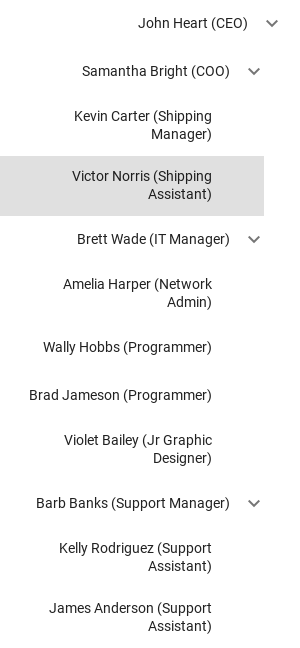 John Heart (CEO)
Samantha Bright (COO)
Kevin Carter (Shipping
Manager)
Victor Norris (Shipping
Assistant)
Brett Wade (IT Manager)
Amelia Harper (Network
Admin)
Wally Hobbs (Programmer)
Brad Jameson (Programmer)
Violet Bailey (Jr Graphic
Designer)
Barb Banks (Support Manager)
Kelly Rodriguez (Support
Assistant)
James Anderson (Support
Assistant)